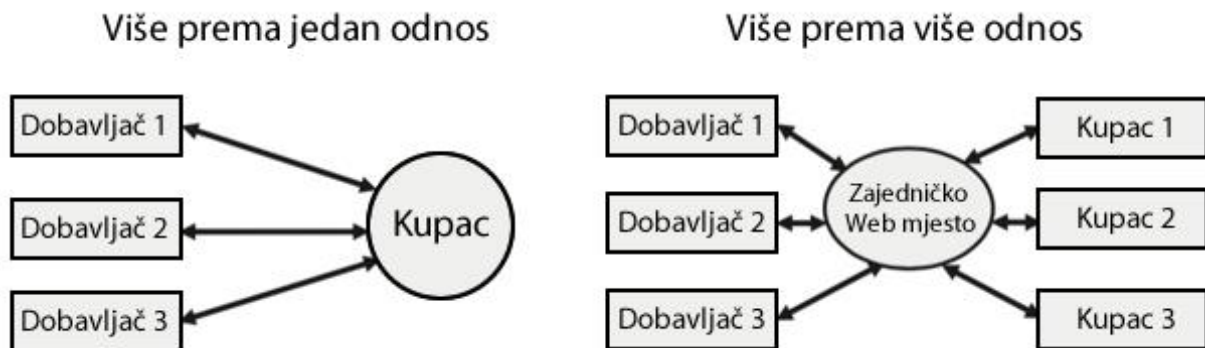 Više prema jedan odnos
Dobavljač 1
Dobavljač 2
Dobavljač 3
Kupac
Više prema više odnos
Dobavljač 1
Dobavljač 2
Dobavljač 3
Zajedničko
Web mjesto
Kupac 1
Kupac 2
Kupac 3